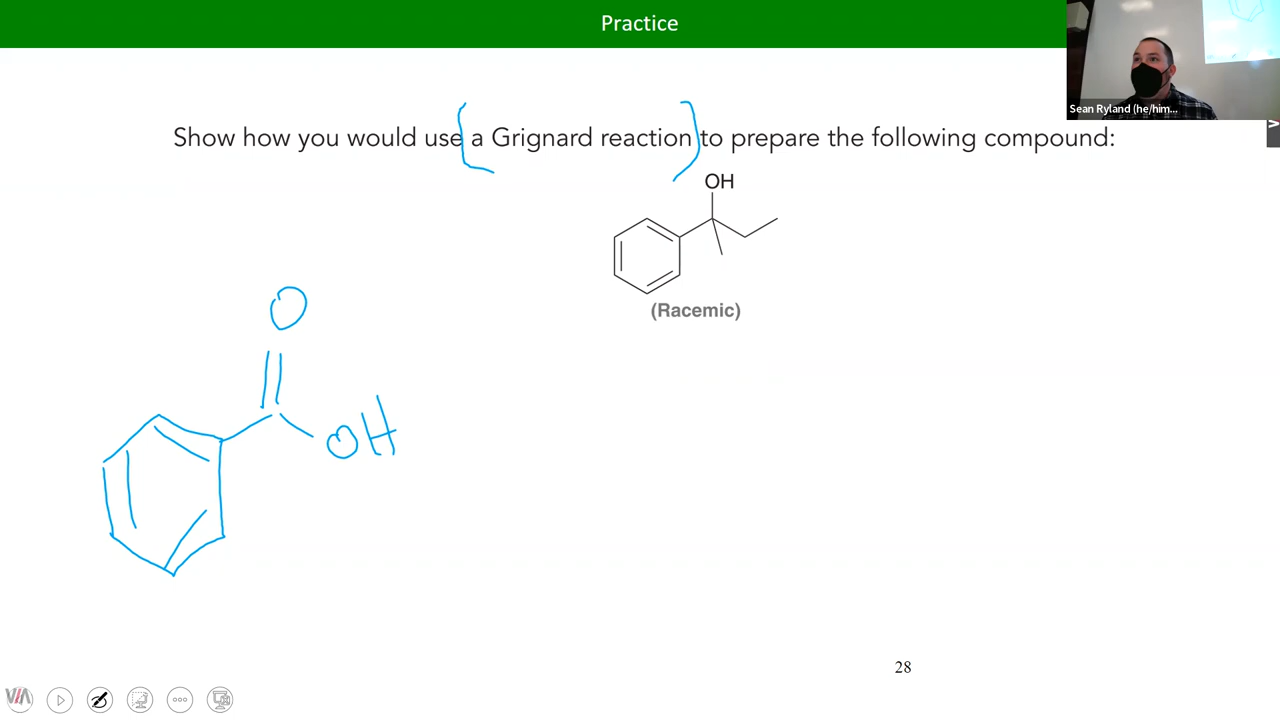 Practice
Sean Ryland (he/him...
Show how you would use a Grignard reaction to prepare the following compound:
OH
(Racemic)
O
OH
28
VIA